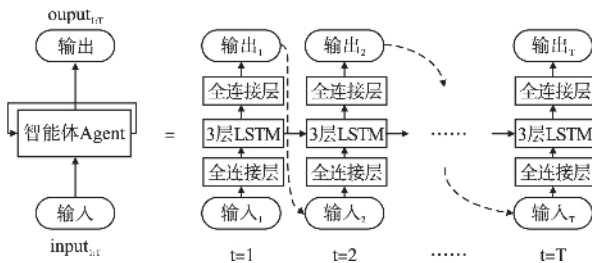 ouput1:T
输出
智能体Agent
输入
input1:T
=
输出1
输出2
输出T
全连接层
全连接层
全连接层
3层LSTM
3层LSTM
……
3层LSTM
全连接层
全连接层
全连接层
输入1
输入2
输入T
t=1
t=2
……
t=T